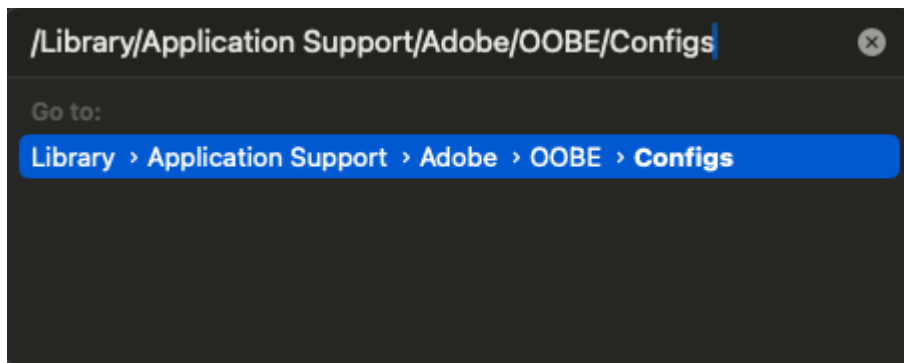 /Library/Application Support/Adobe/OOBE/Configs
Go to:
Library › Application Support › Adobe › OOBE › Configs